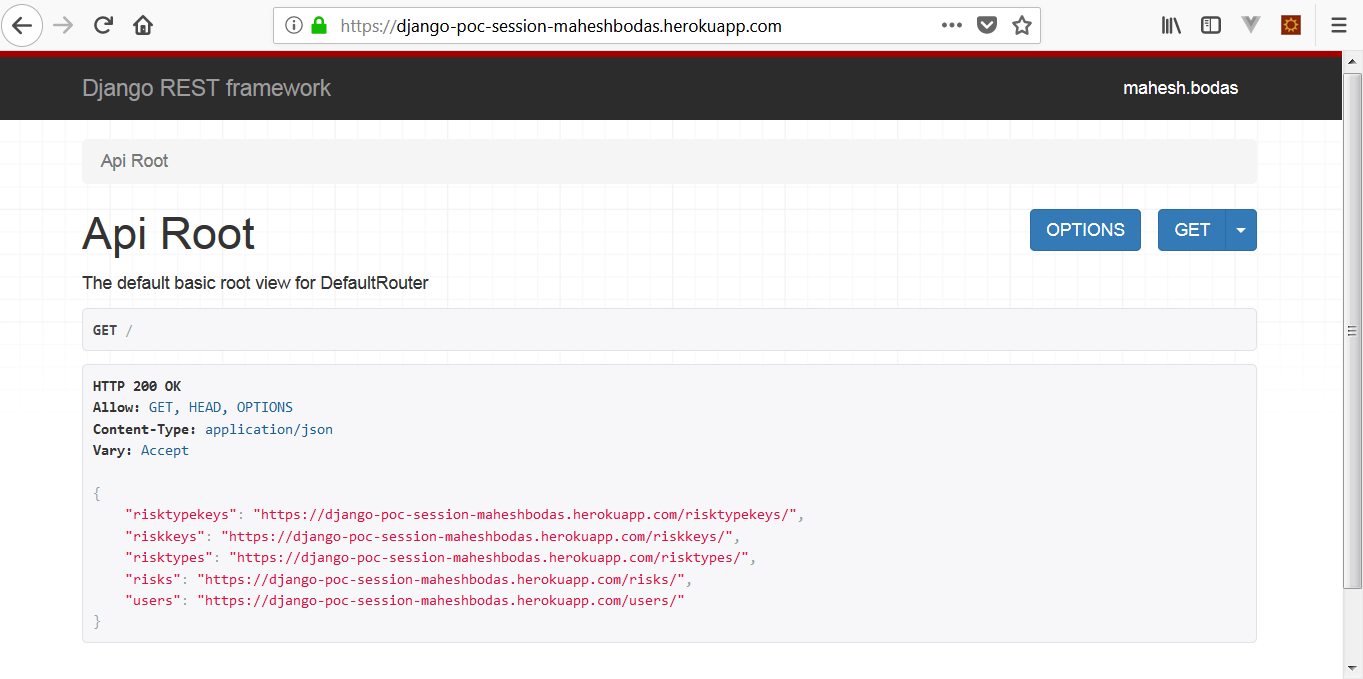 https://django-poc-session-maheshbodas.herokuapp.com
Django REST framework
mahesh.bodas
Api Root
Api Root
OPTIONS
GET
The default basic root view for DefaultRouter
GET /
HTTP 200 OK
Allow: GET, HEAD, OPTIONS
Content-Type: application/json
Vary: Accept
{
"risktypekeys": "https://django-poc-session-maheshbodas.herokuapp.com/risktypekeys/",
"riskkeys": "https://django-poc-session-maheshbodas.herokuapp.com/riskkeys/",
"risktypes": "https://django-poc-session-maheshbodas.herokuapp.com/risktypes/",
"risks": "https://django-poc-session-maheshbodas.herokuapp.com/risks/",
"users": "https://django-poc-session-maheshbodas.herokuapp.com/users/"
}